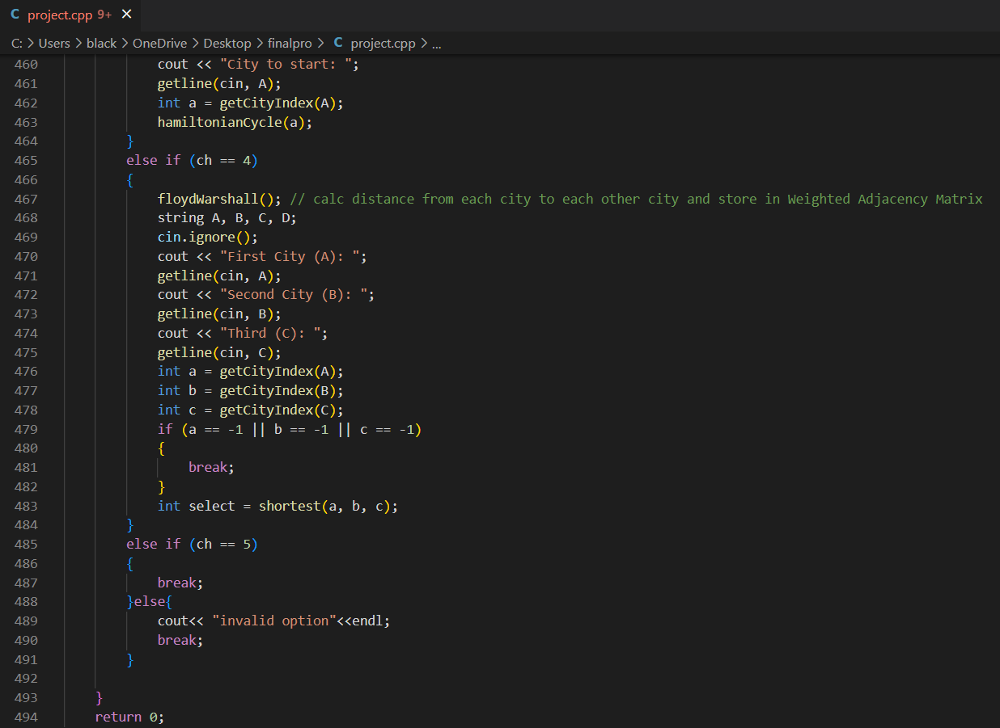 C project.cpp 9+ ×
C: > Users > black > OneDrive > Desktop > finalpro > C project.cpp > ...
460 cout << "City to start: ";
461 getline(cin, A);
462 int a = getCityIndex(A);
463 hamiltonianCycle(a);
464 }
465 else if (ch == 4)
466 {
467 floydWarshall(); // calc distance from each city to each other city and store in Weighted Adjacency Matrix
468 string A, B, C, D;
469 cin.ignore();
470 cout << "First City (A): ";
471 getline(cin, A);
472 cout << "Second City (B): ";
473 getline(cin, B);
474 cout << "Third (C): ";
475 getline(cin, C);
476 int a = getCityIndex(A);
477 int b = getCityIndex(B);
478 int c = getCityIndex(C);
479 if (a == -1 || b == -1 || c == -1)
480 {
481 break;
482 }
483 int select = shortest(a, b, c);
484 }
485 else if (ch == 5)
486 {
487 break;
488 }else{
489 cout<< "invalid option"<<endl;
490 break;
491 }
492
493 }
494 return 0;